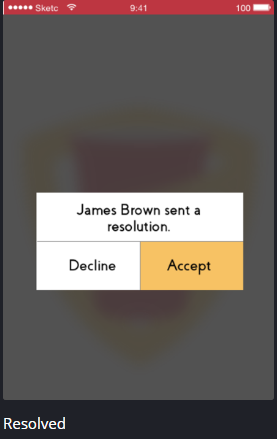 Sketc 9:41 100
James Brown sent a
resolution.
Decline Accept
Resolved